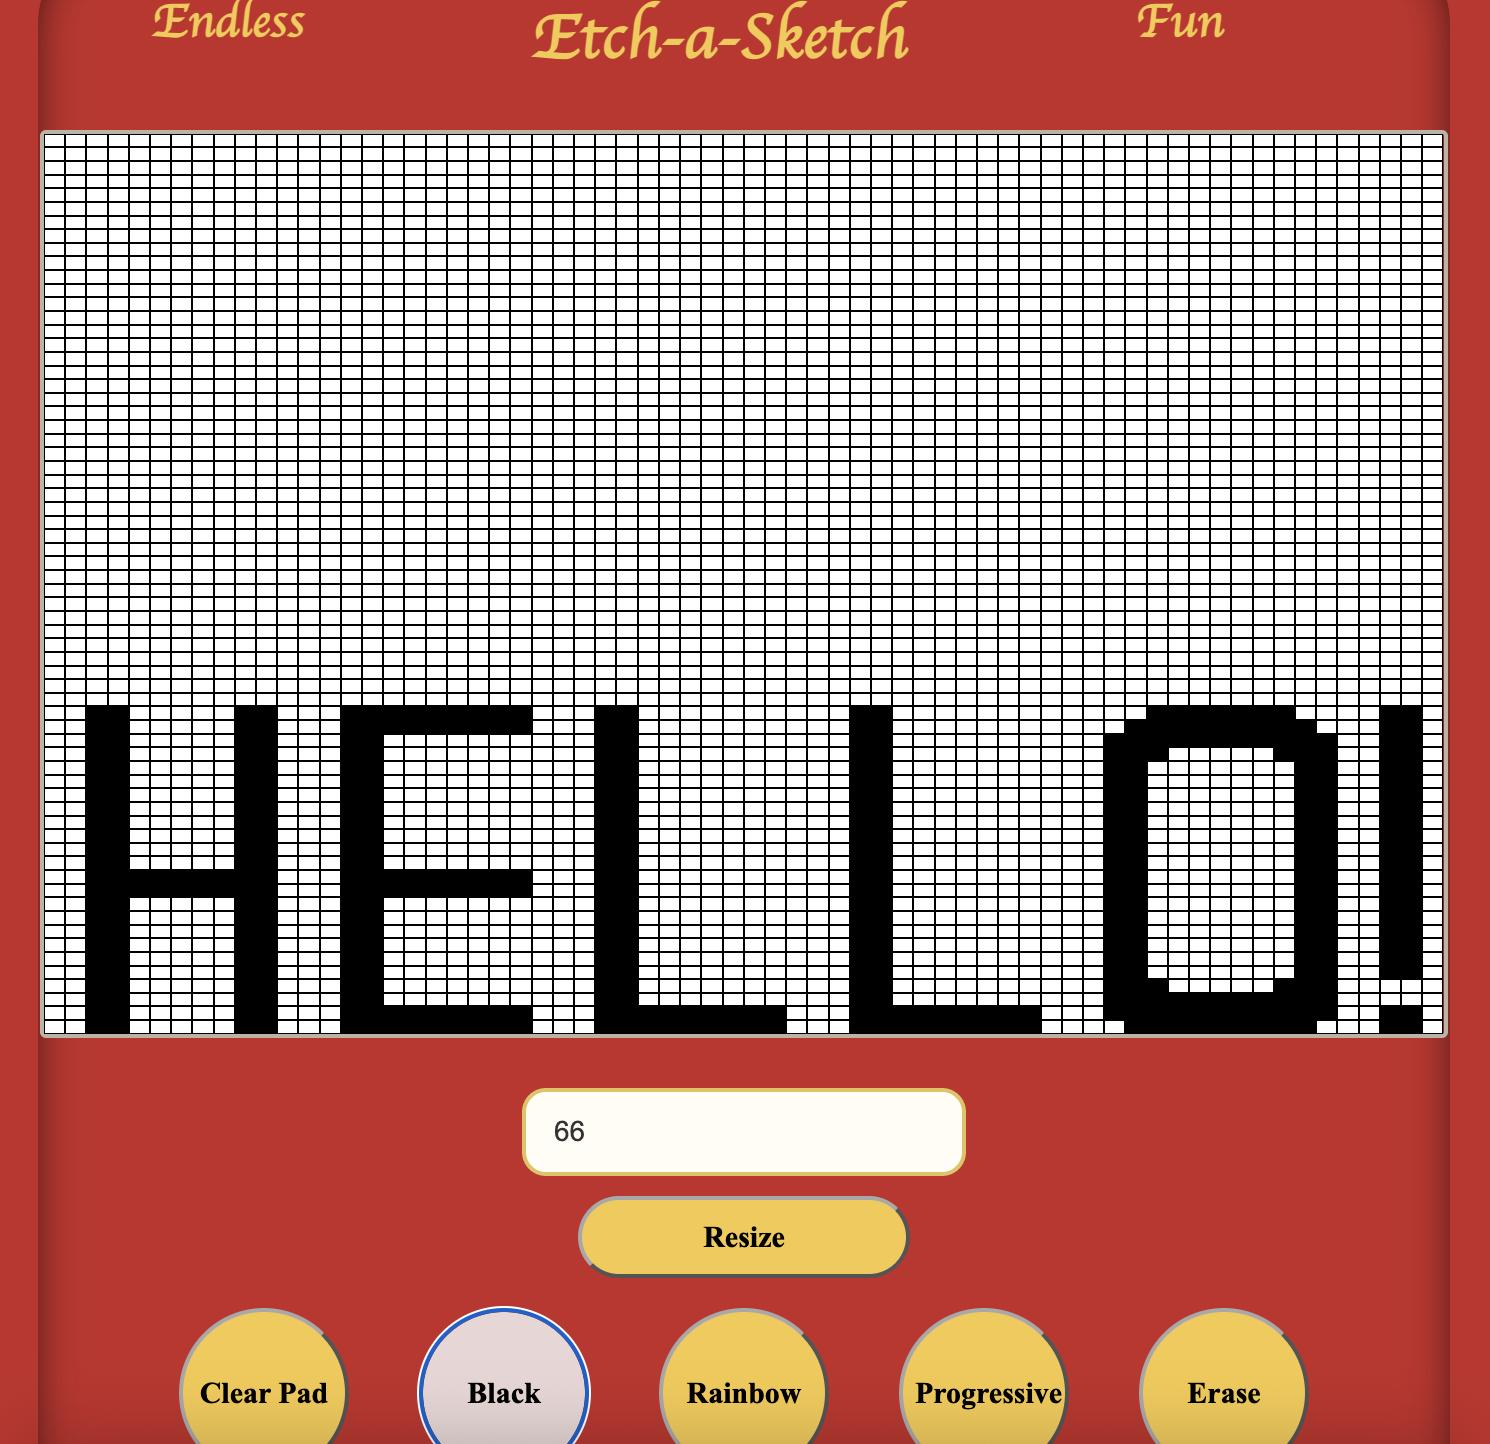 Endless Etch-a-Sketch Fun
HELLO!
66
Resize
Clear Pad Black Rainbow Progressive Erase